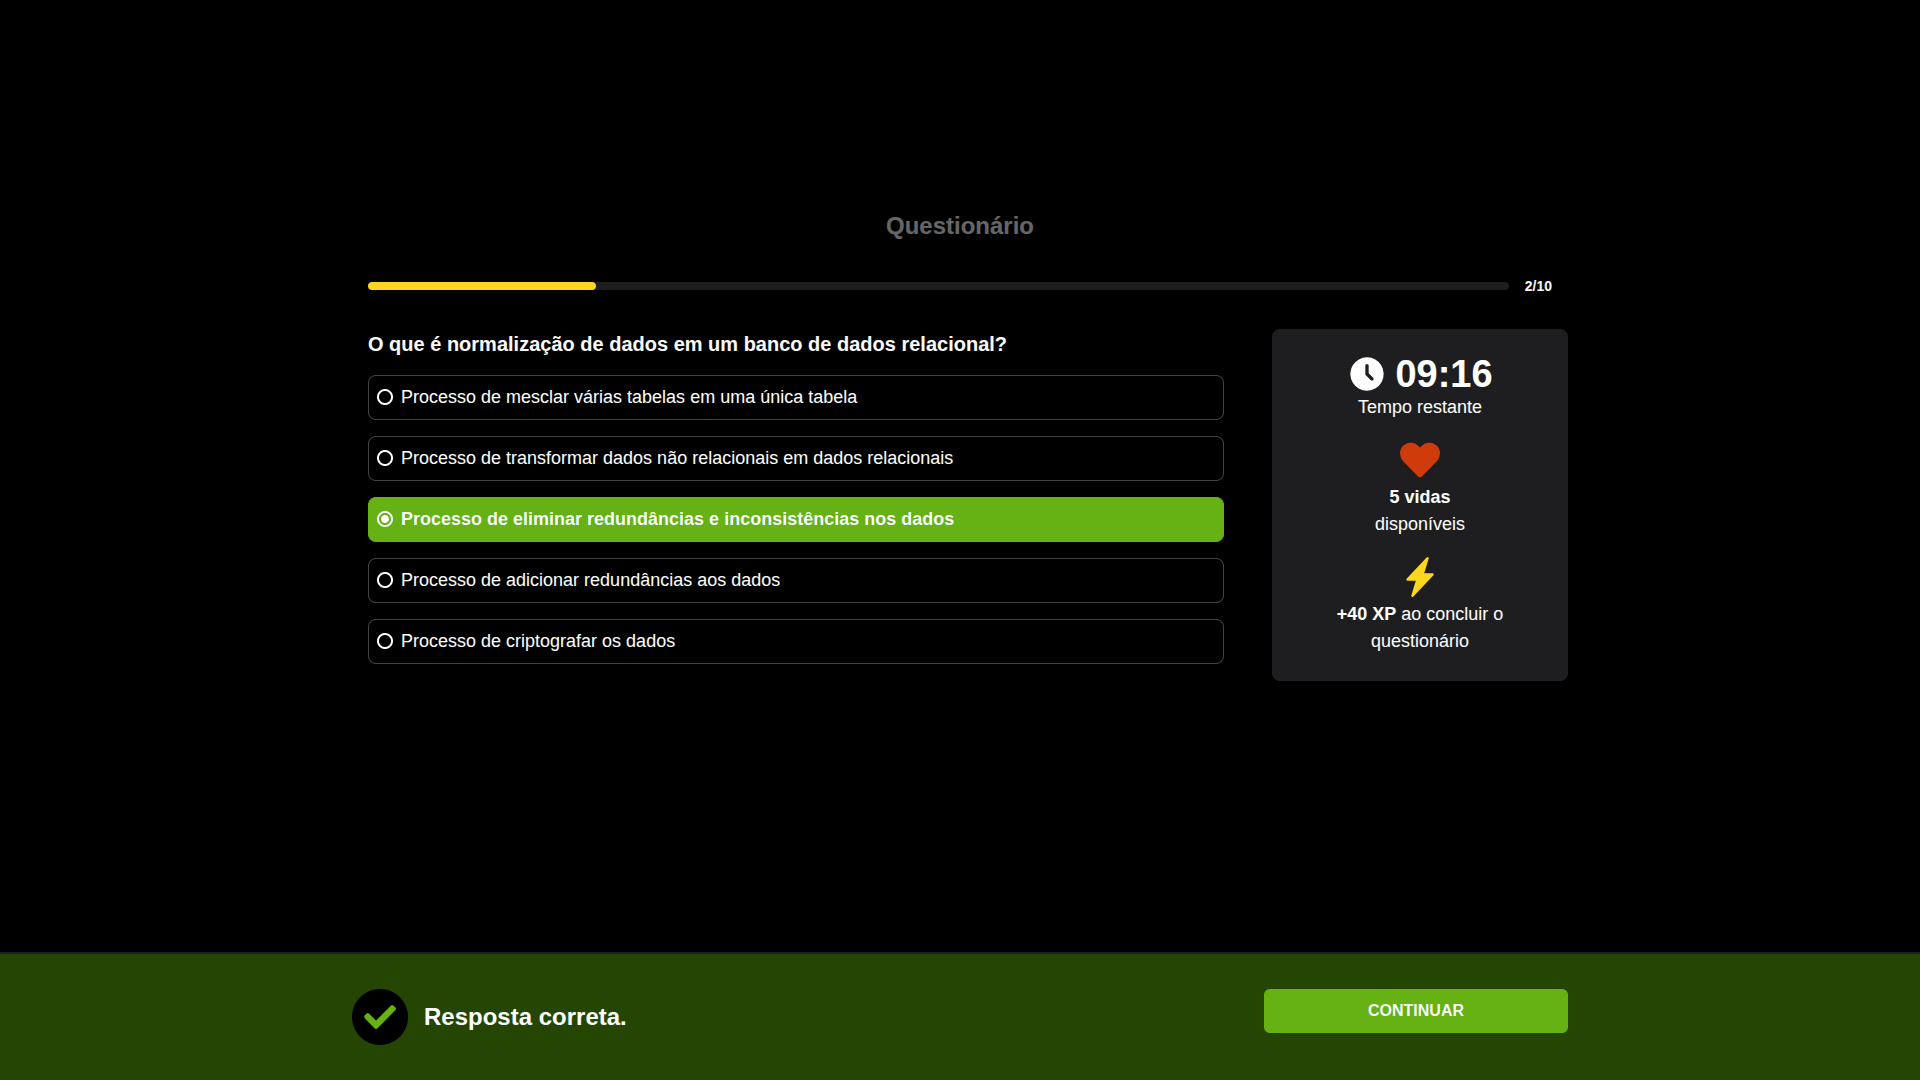 Questionário
2/10
O que é normalização de dados em um banco de dados relacional?
Processo de mesclar várias tabelas em uma única tabela
Processo de transformar dados não relacionais em dados relacionais
Processo de eliminar redundâncias e inconsistências nos dados
Processo de adicionar redundâncias aos dados
Processo de criptografar os dados
09:16
Tempo restante
5 vidas
disponíveis
+40 XP ao concluir o
questionário
Resposta correta.
CONTINUAR